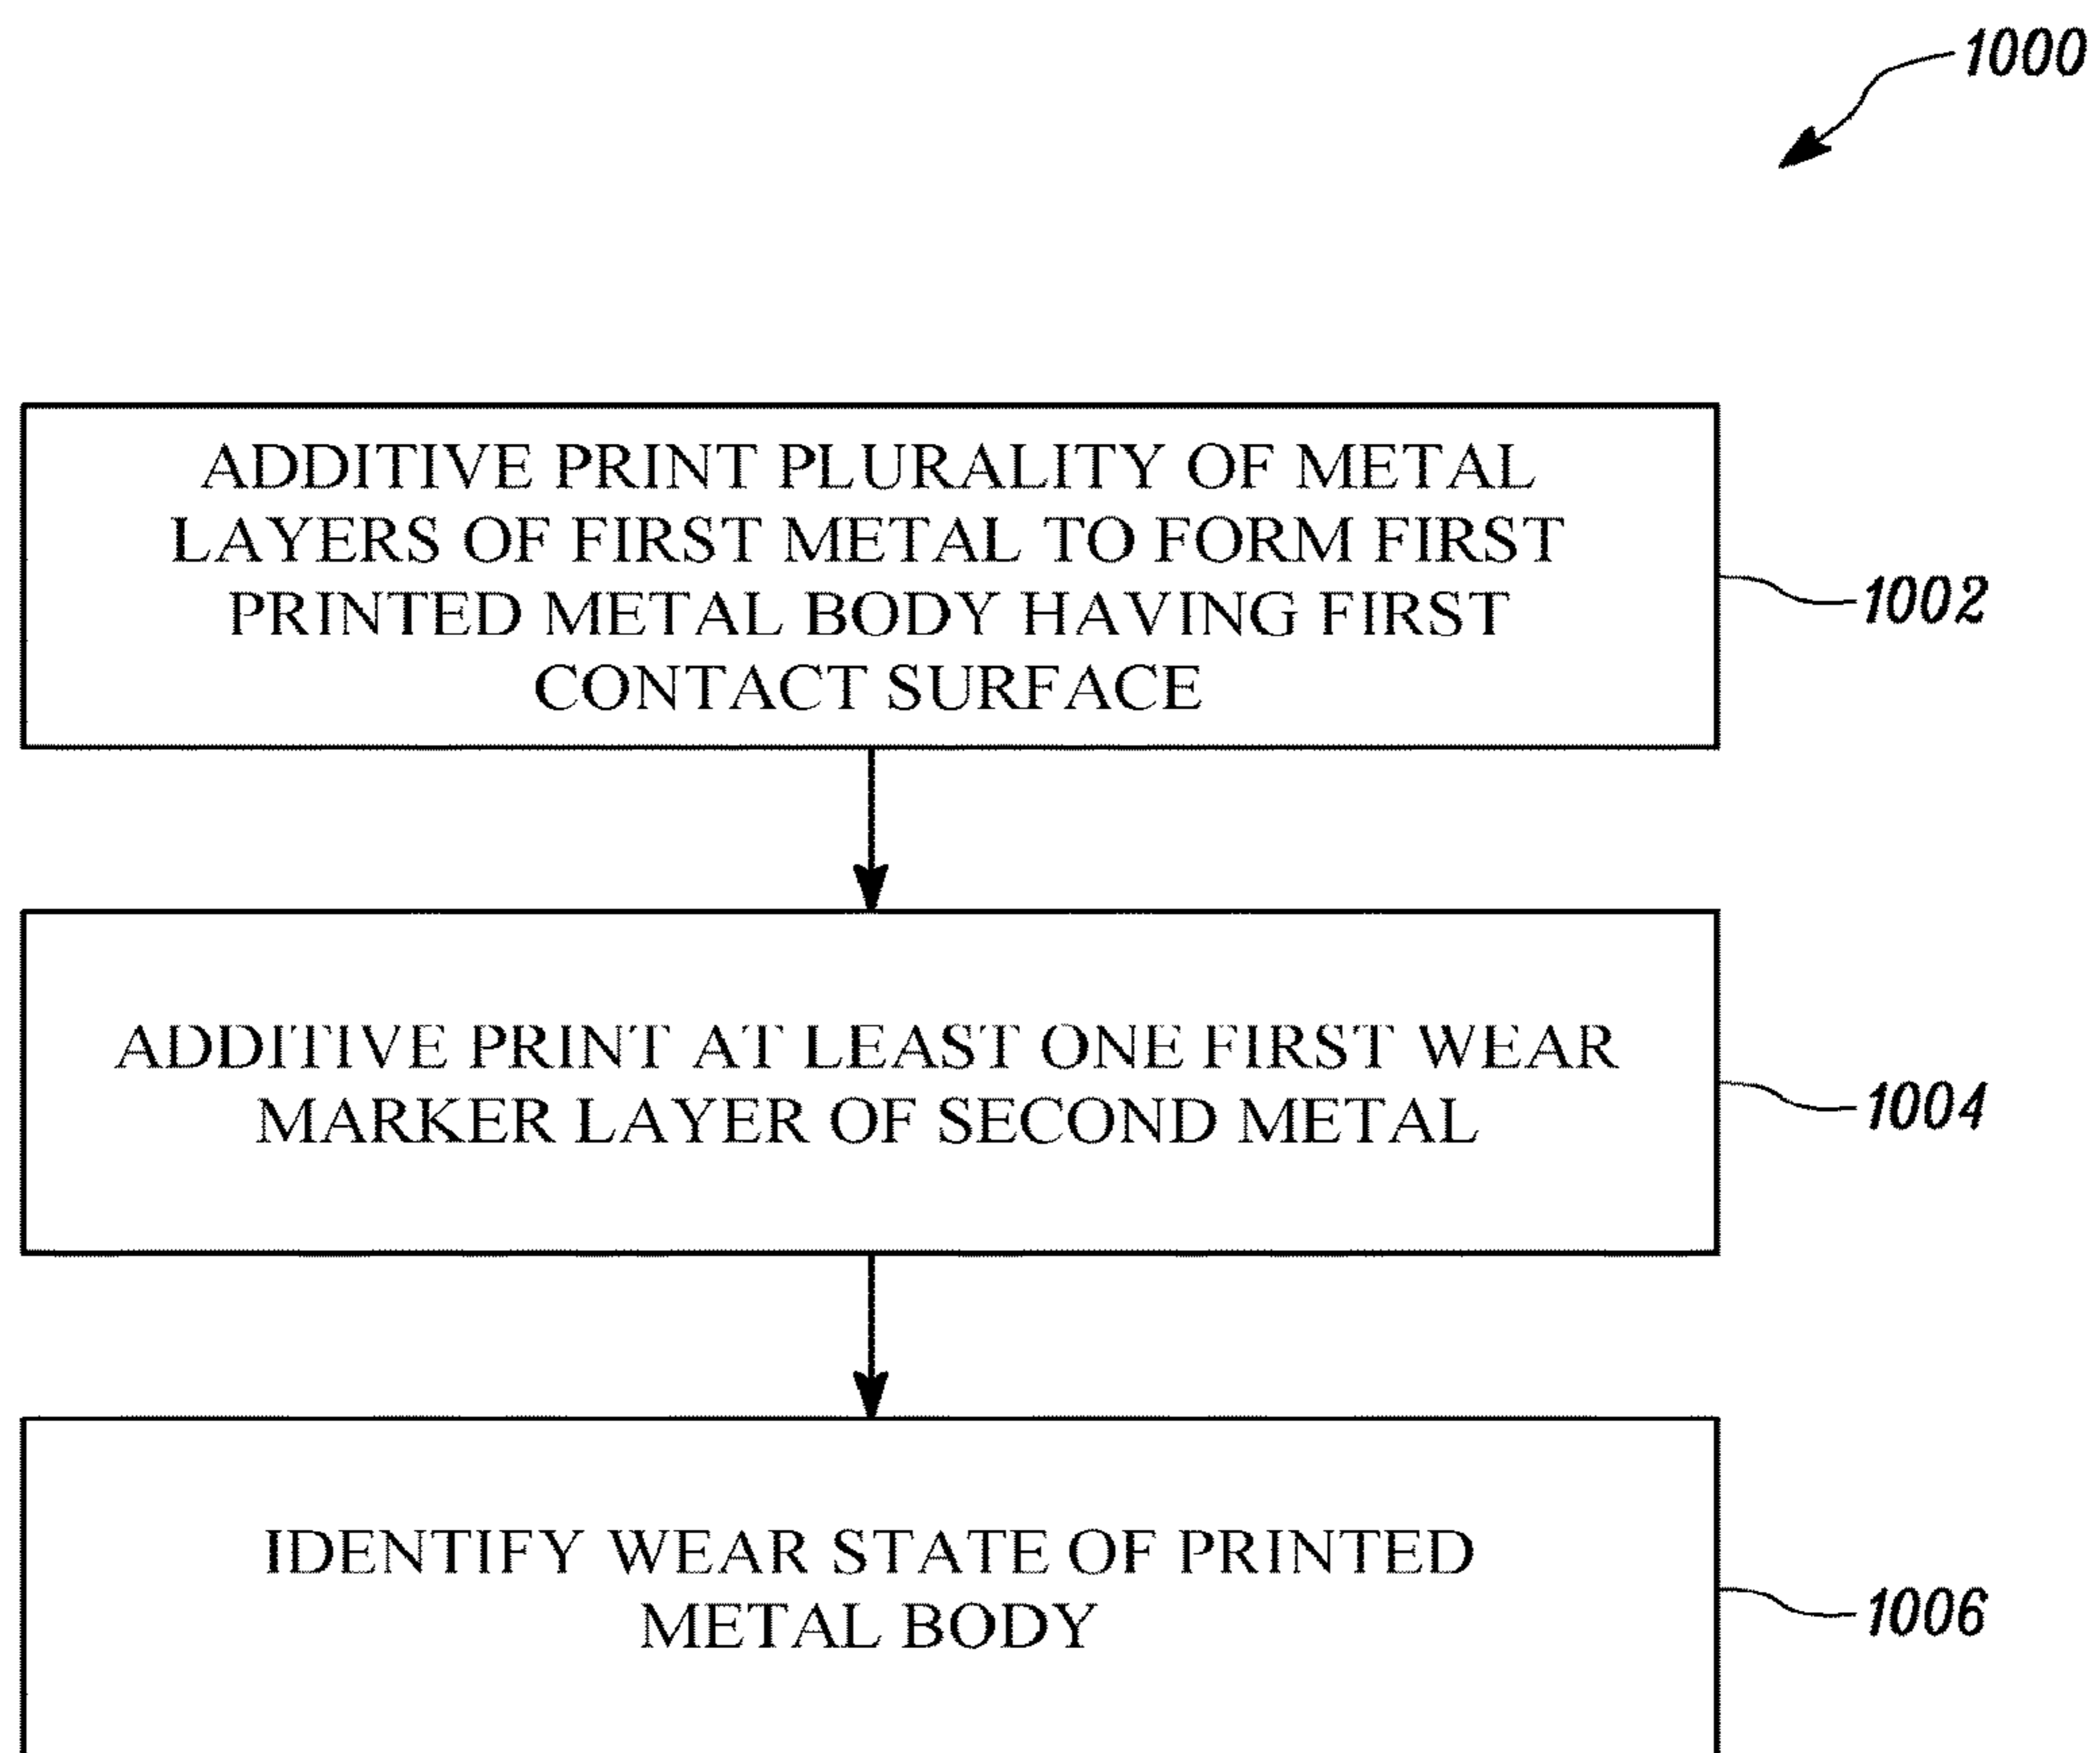 1000
ADDITIVE PRINT PLURALITY OF METAL
LAYERS OF FIRST METAL TO FORM FIRST
PRINTED METAL BODY HAVING FIRST
CONTACT SURFACE
1002
ADDITIVE PRINT AT LEAST ONE FIRST WEAR
MARKER LAYER OF SECOND METAL
1004
IDENTIFY WEAR STATE OF PRINTED
METAL BODY
1006